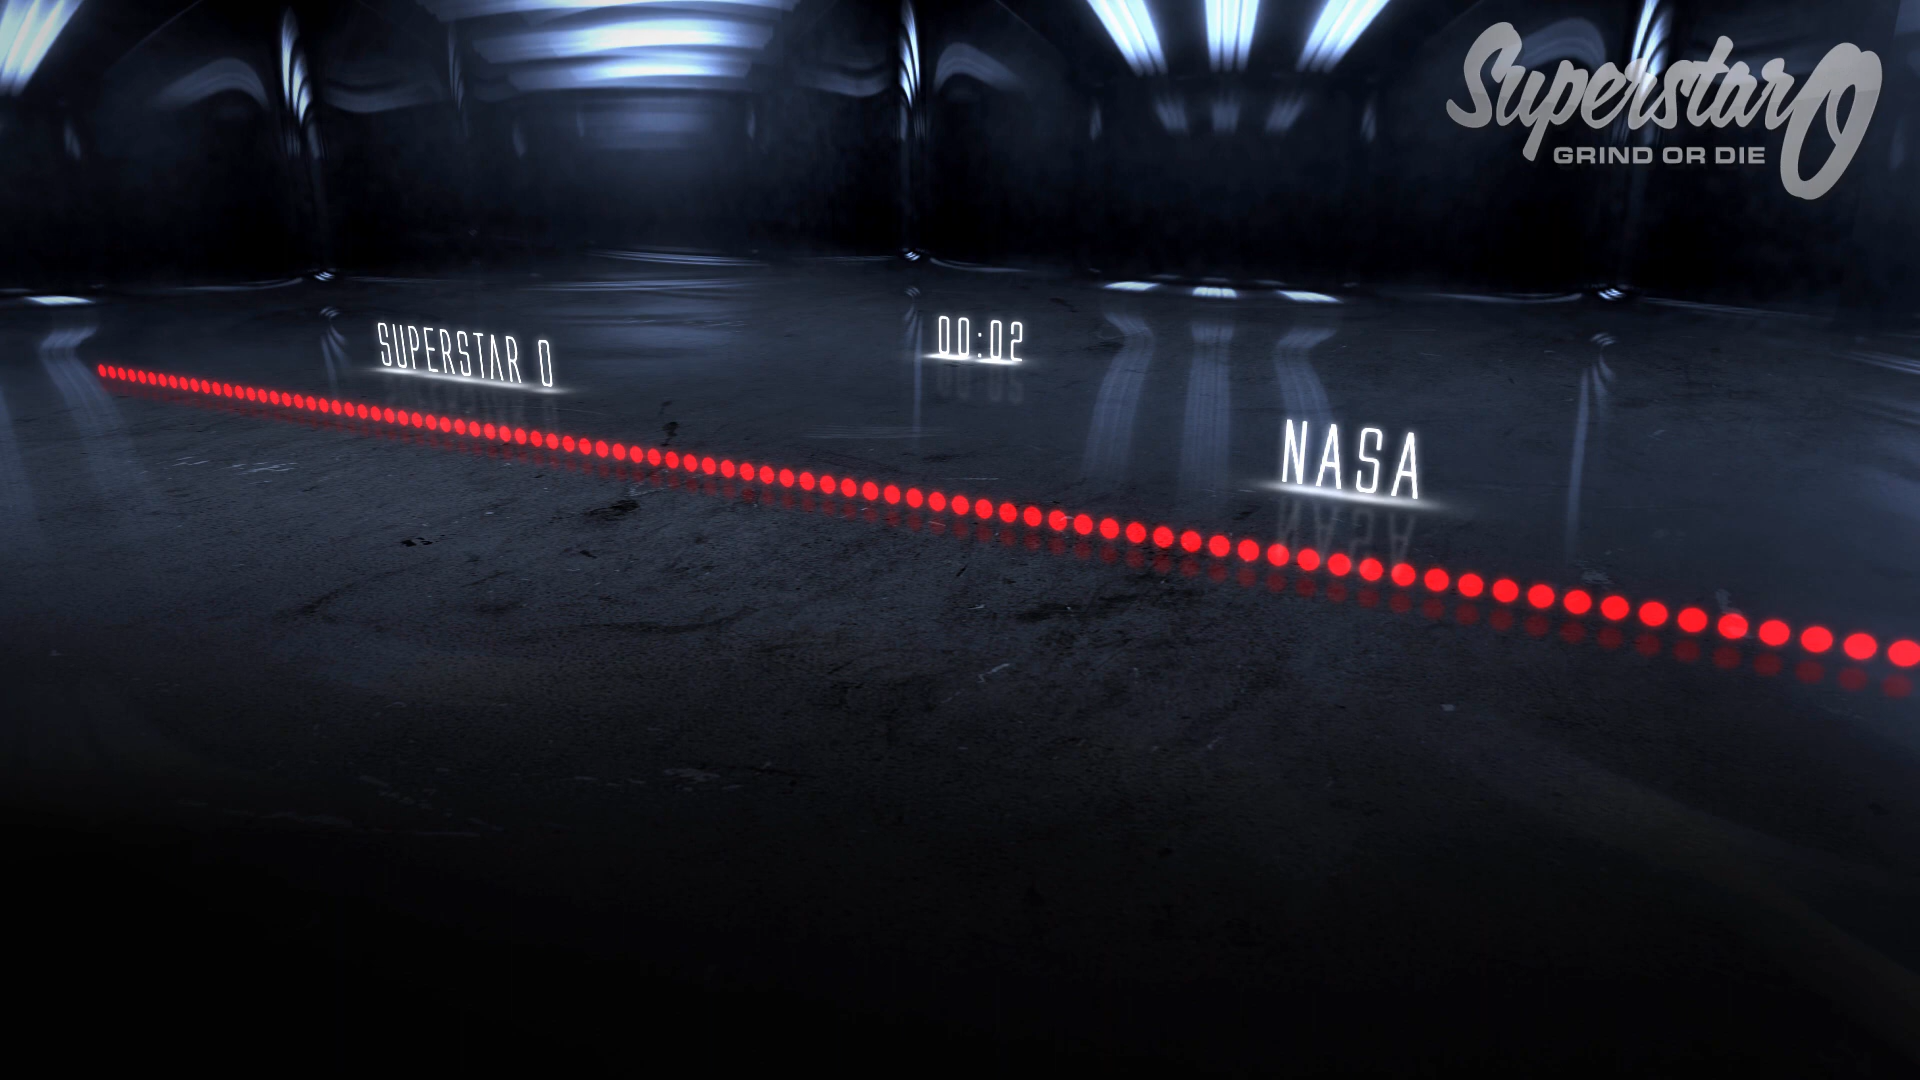 Superstar O
GRIND OR DIE
SUPERSTAR O
00:02
NASA